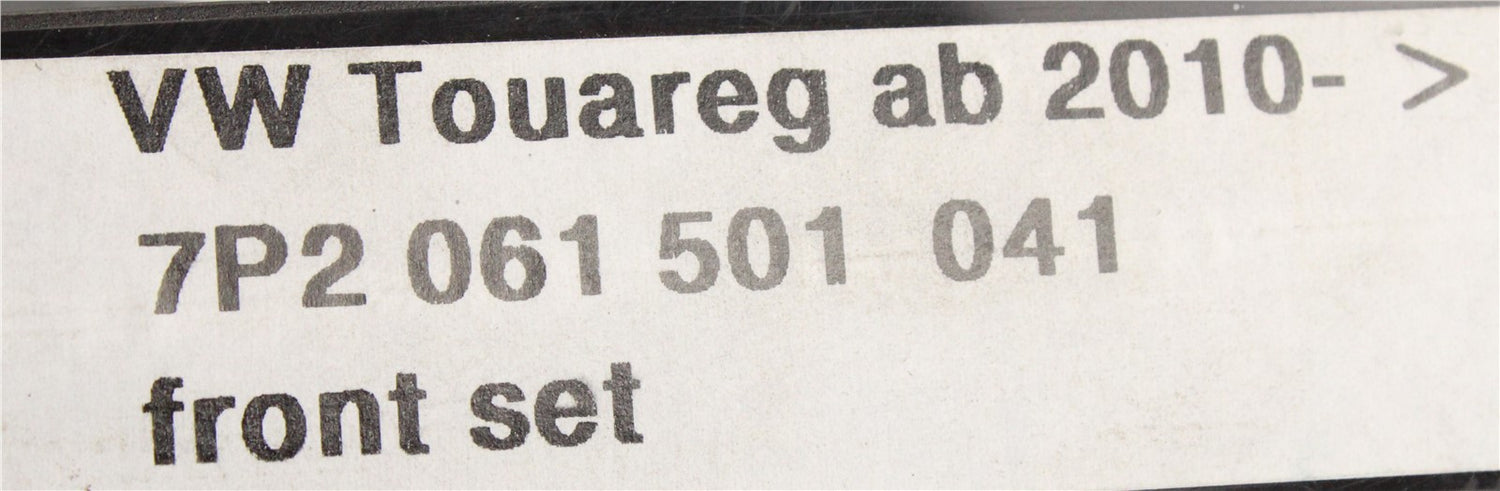 VW Touareg ab 2010- >
7P2 061 501 041
front set